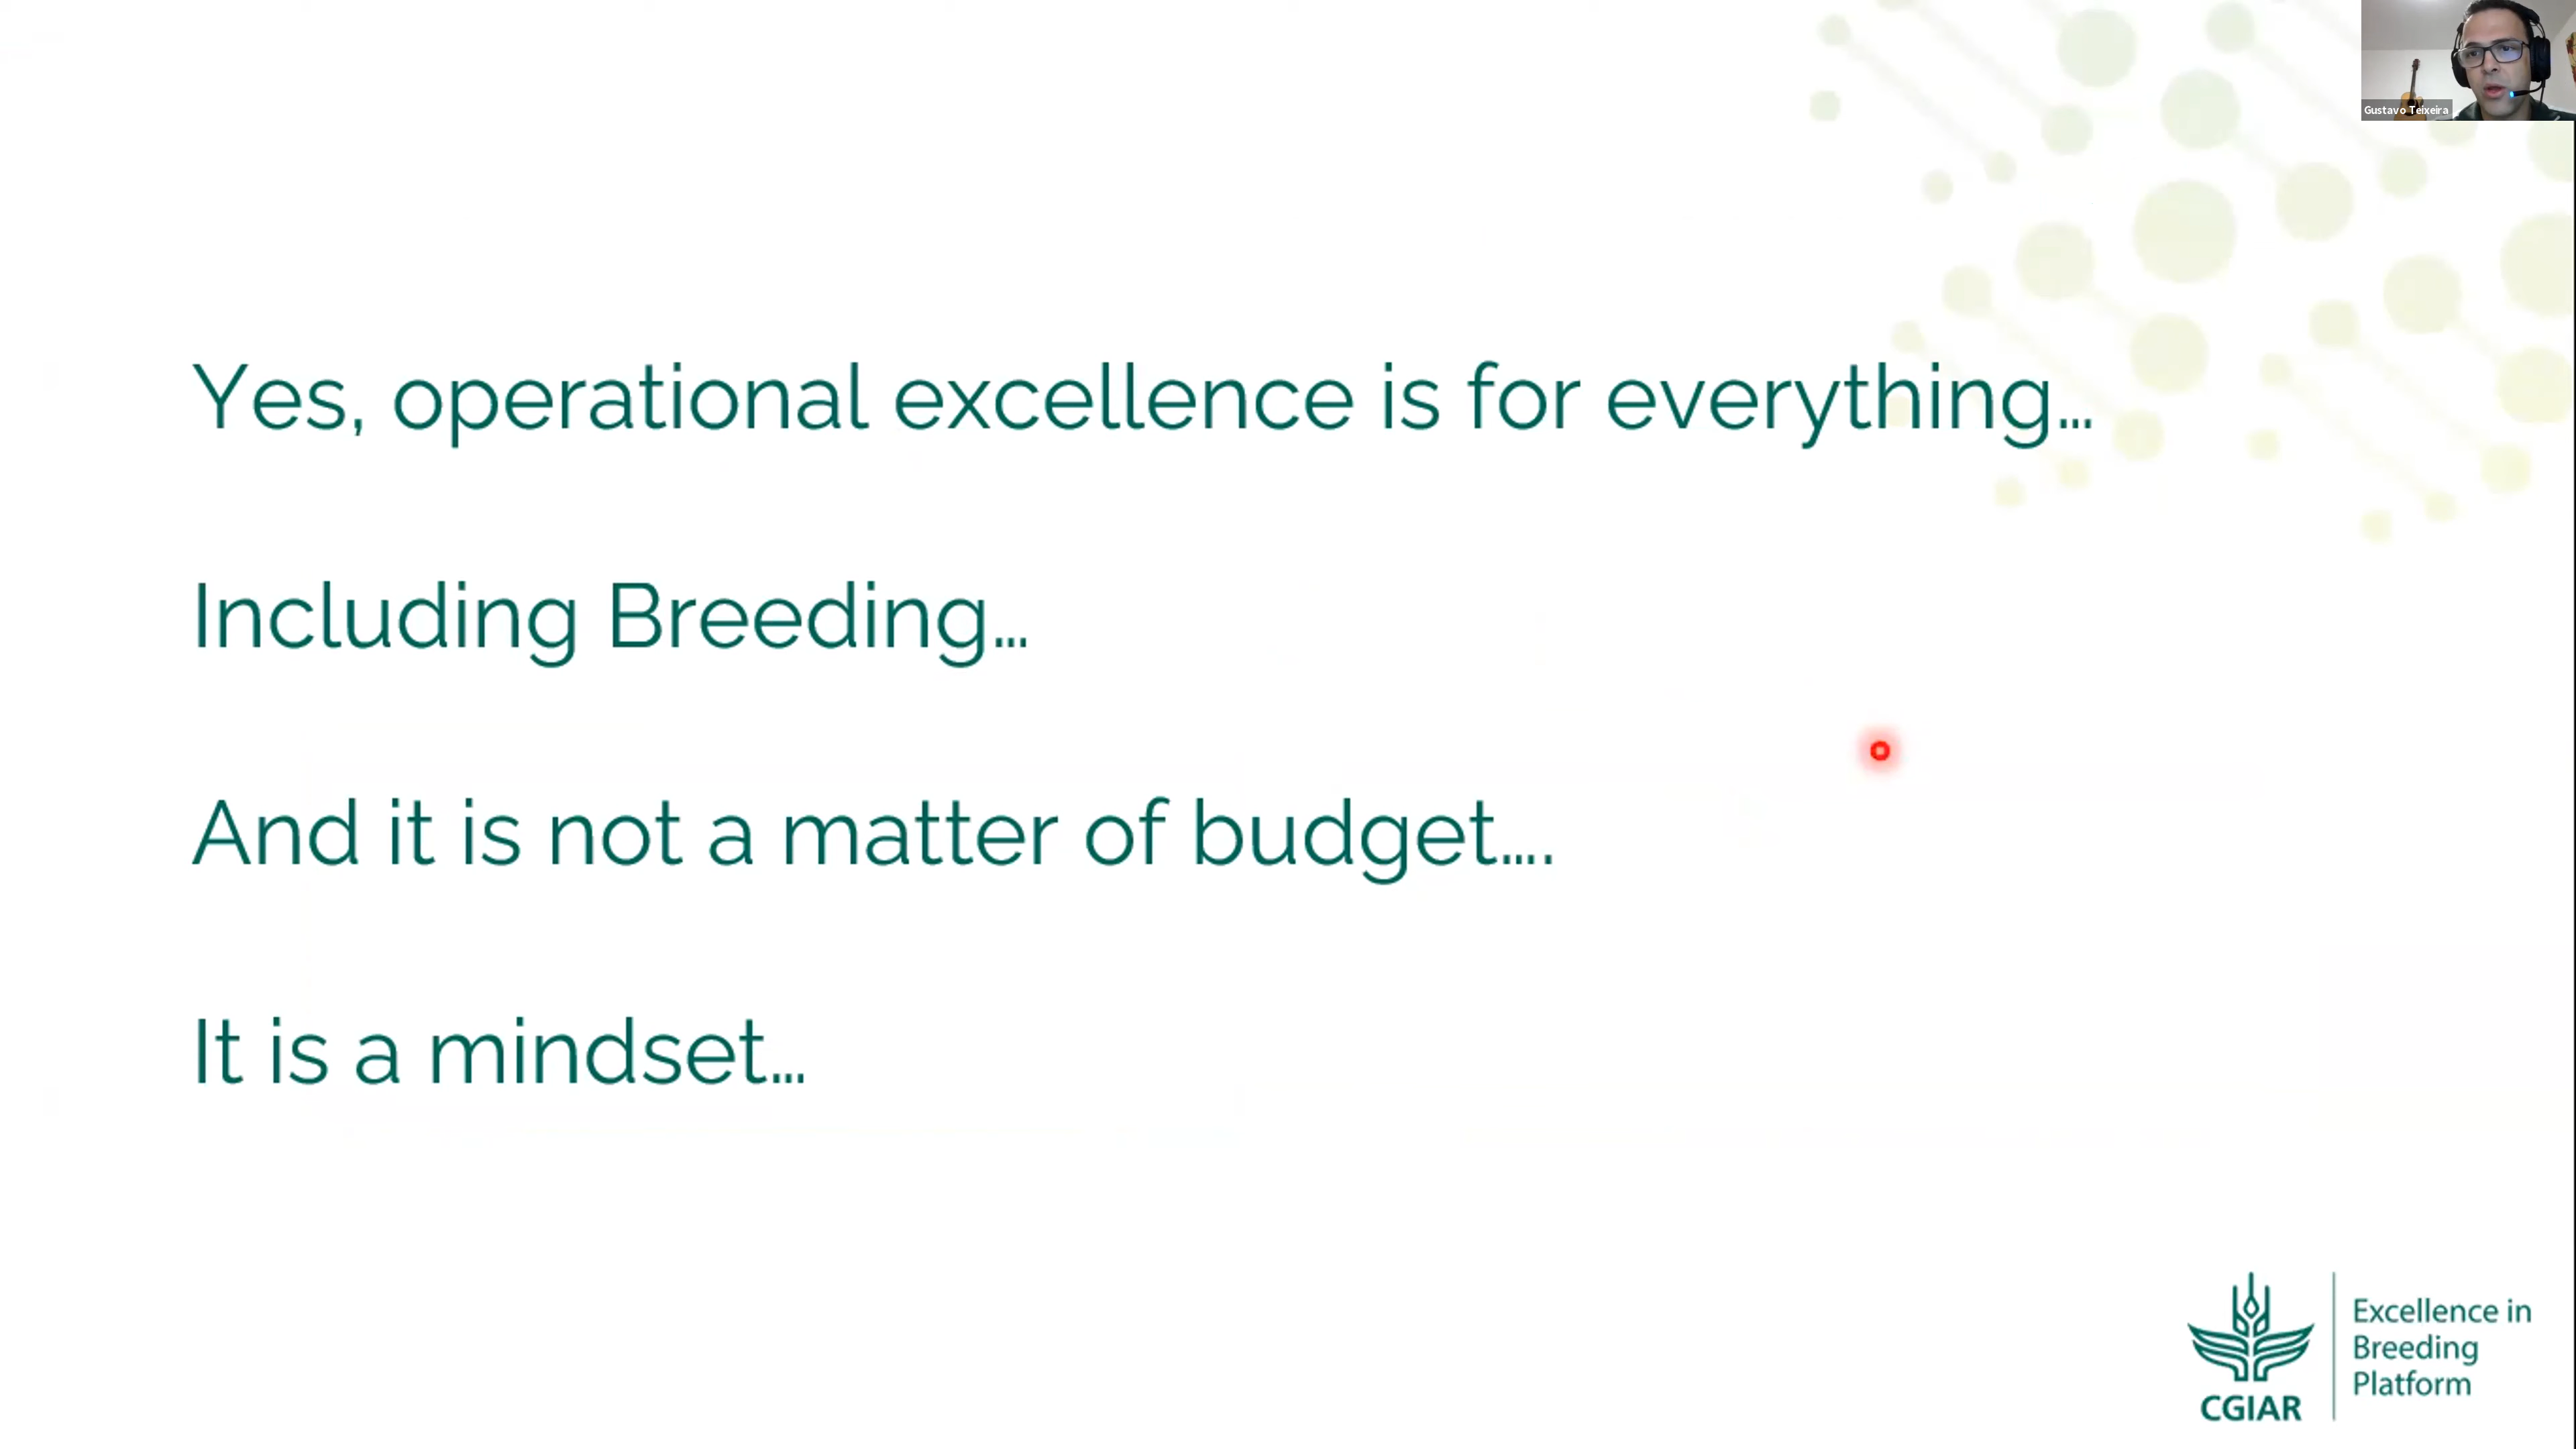 Gustavo Teixeira
Yes, operational excellence is for everything...
Including Breeding...
And it is not a matter of budget....
It is a mindset...
Excellence in
Breeding
Platform
CGIAR